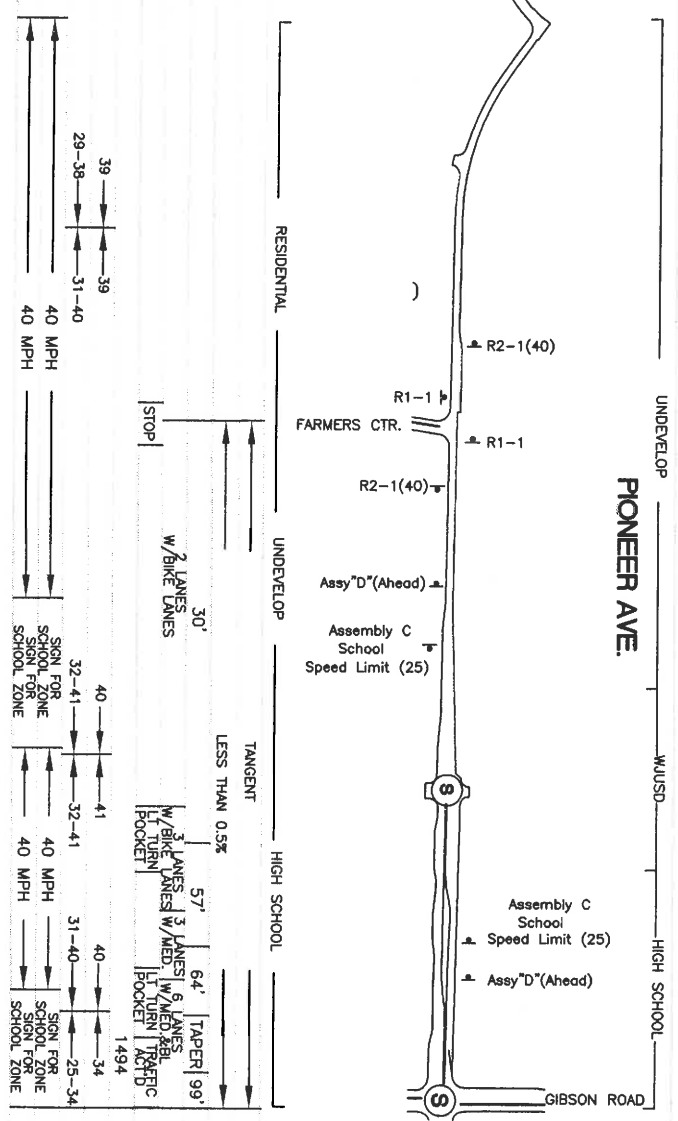 PIONEER AVE.
UNDEVELOP
WJUSD
HIGH SCHOOL
R2-1(40)
R1-1
R1-1
FARMERS CTR.
R2-1(40)
Assy"D"(Ahead)
Assembly C
School
Speed Limit (25)
S
Assembly C
School
Speed Limit (25)
Assy"D"(Ahead)
S
GIBSON ROAD
RESIDENTIAL
UNDEVELOP
HIGH SCHOOL
TANGENT
LESS THAN 0.5%
30'
57'
64'
TAPER
99'
STOP
2 LANES
W/BIKE LANES
3 LANES
W/BIKE LANES
LT TURN
POCKET
3 LANES
W/MED.
6 LANES
W/MED.&BL
LT TURN
POCKET
TRAFFIC
ACT'D
1494
39
39
40
41
40
34
29-38
31-40
32-41
32-41
31-40
25-34
40 MPH
SIGN FOR
SCHOOL ZONE
40 MPH
SIGN FOR
SCHOOL ZONE
40 MPH
SIGN FOR
SCHOOL ZONE
40 MPH
SIGN FOR
SCHOOL ZONE